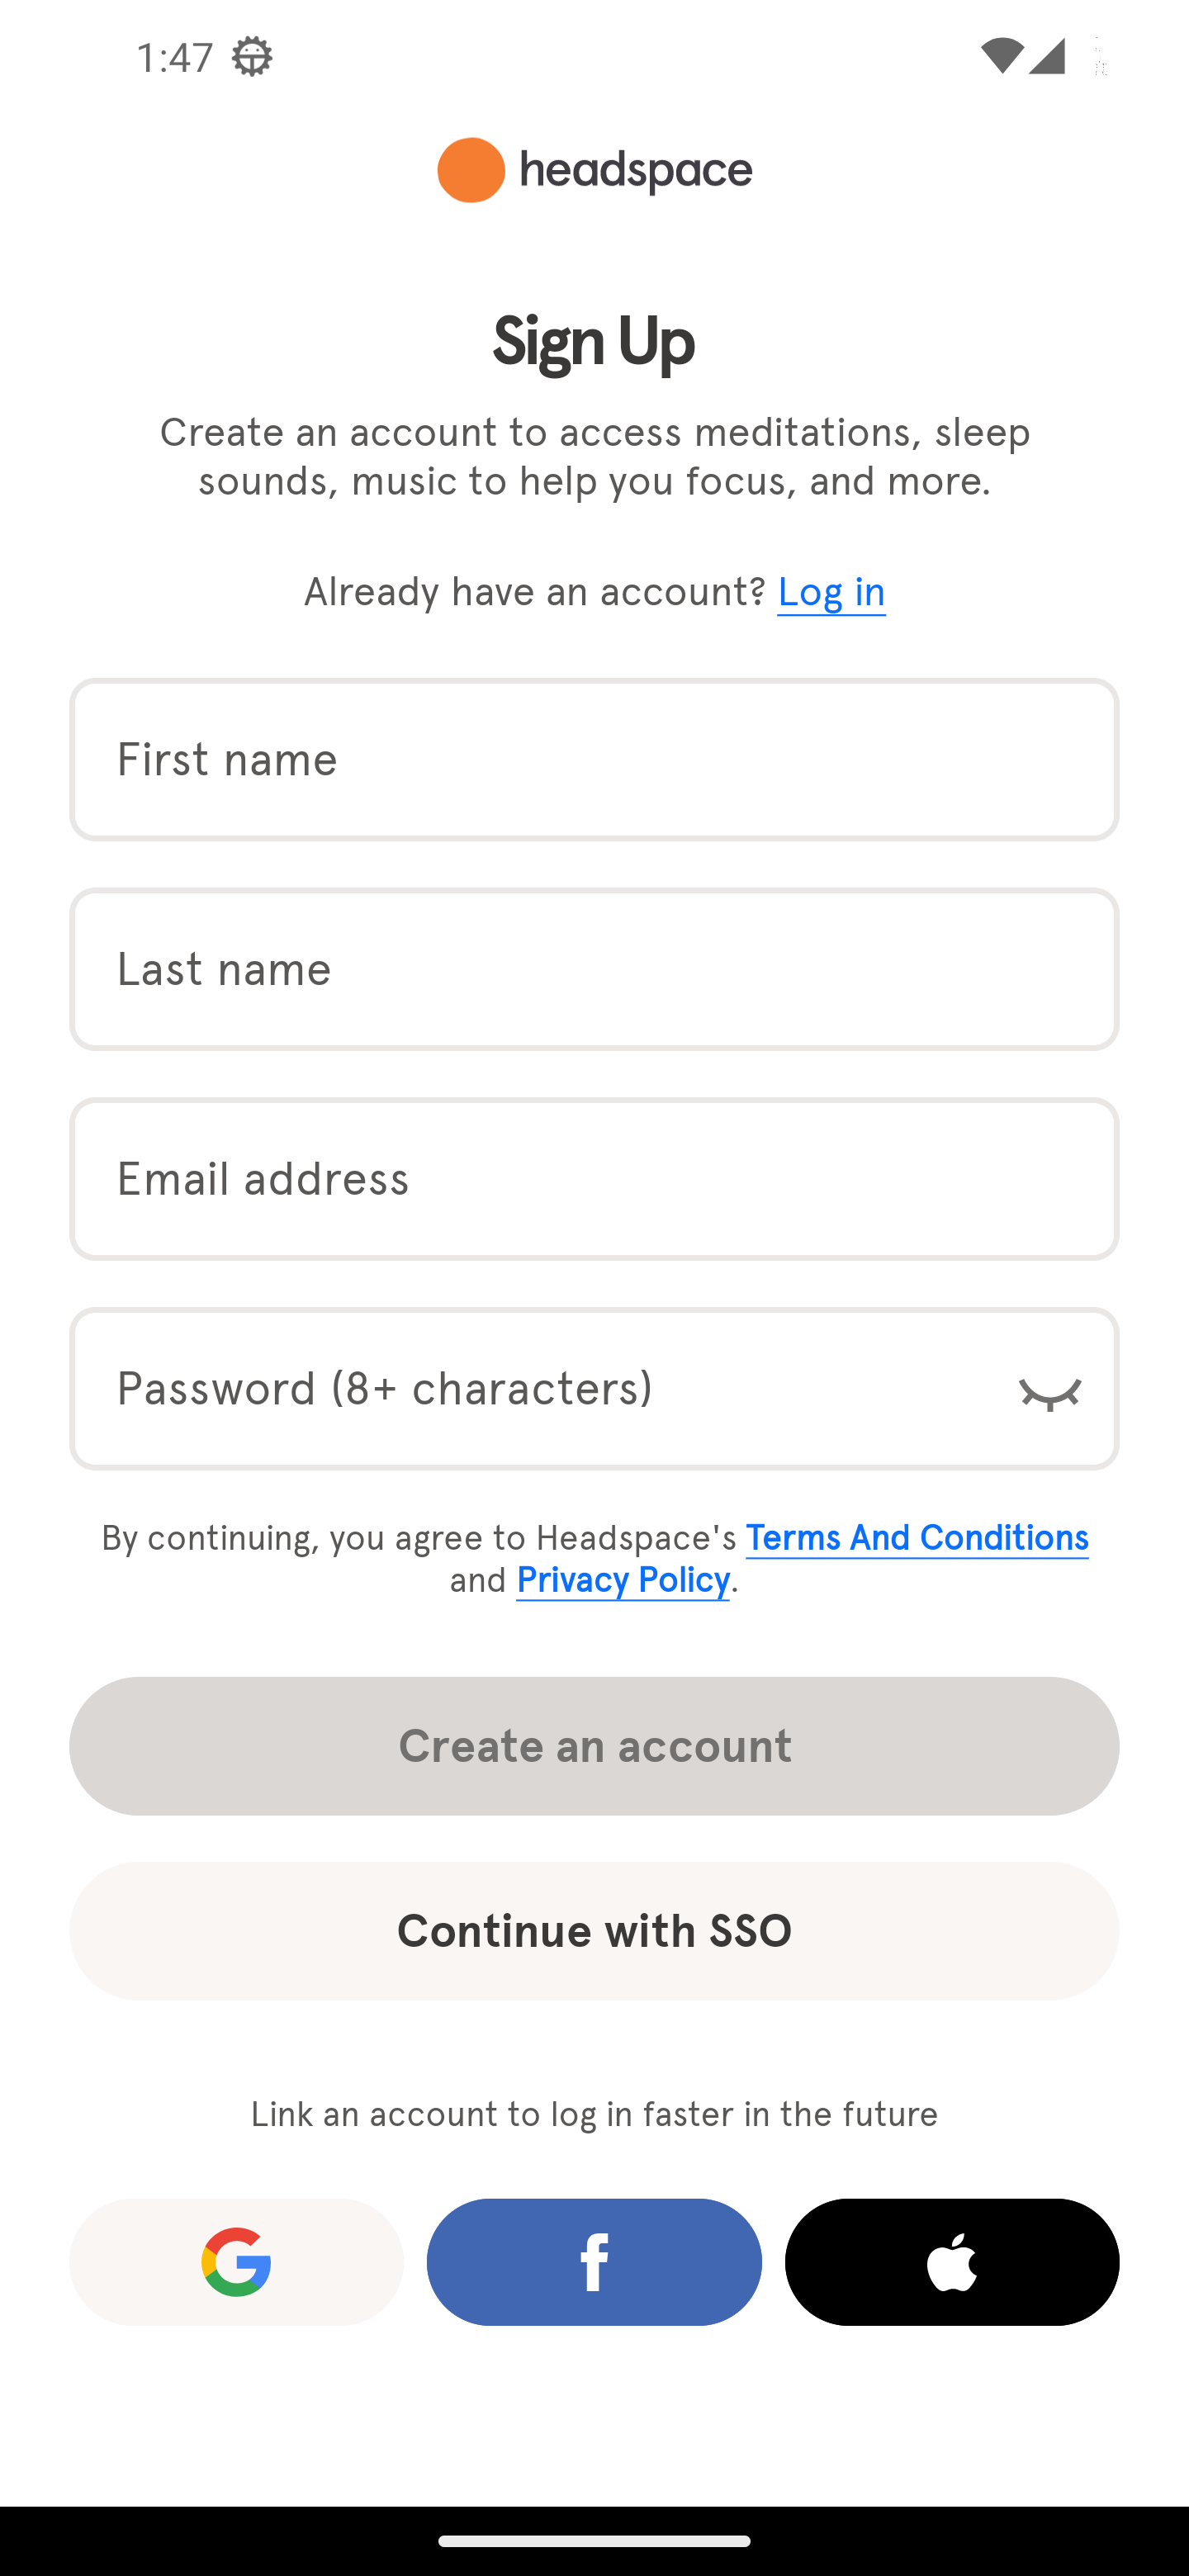 1:47
headspace
Sign Up
Create an account to access meditations, sleep
sounds, music to help you focus, and more.
Already have an account? Log in
First name
Last name
Email address
Password (8+ characters)
By continuing, you agree to Headspace's Terms And Conditions
and Privacy Policy.
Create an account
Continue with SSO
Link an account to log in faster in the future